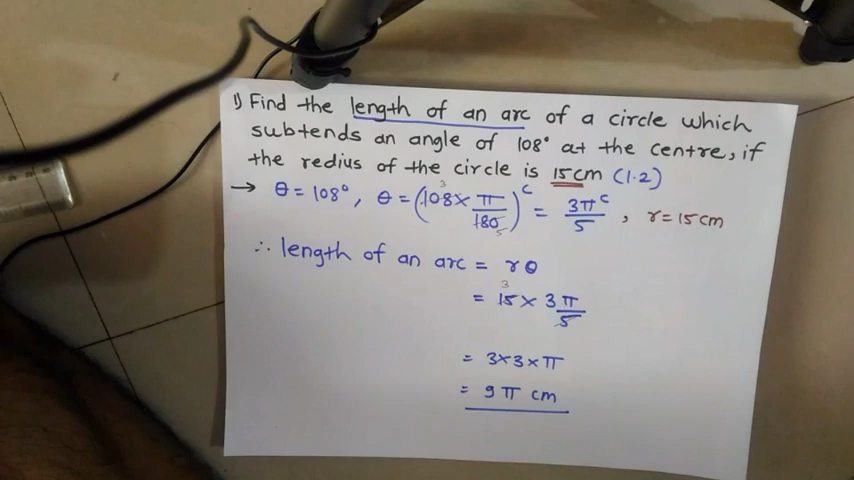 1) Find the length of an arc of a circle which
subtends an angle of 108° at the centre, if
the redius of the circle is 15cm (1.2)
→ θ = 108°, θ = (108 × π/180)^c = 3π^c/5, r = 15 cm
∴ length of an arc = rθ
= 15 × 3π/5
= 3×3×π
= 9π cm